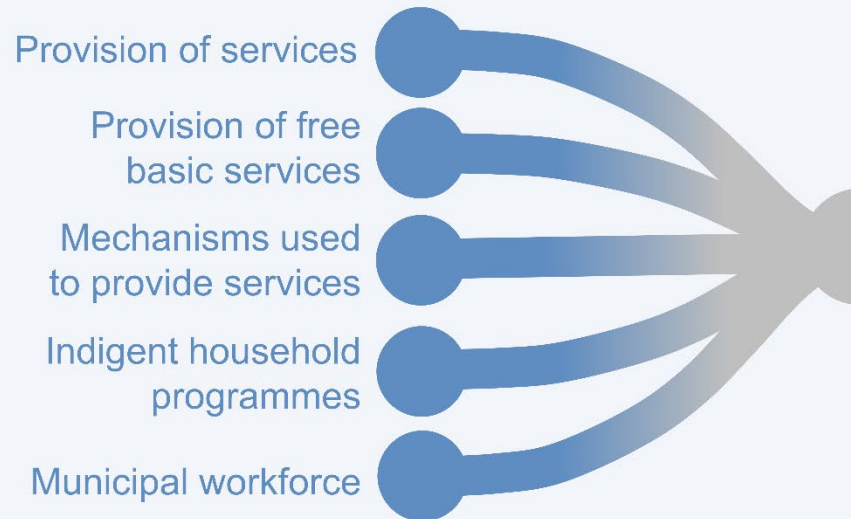 Provision of services
Provision of free
basic services
Mechanisms used
to provide services
Indigent household
programmes
Municipal workforce